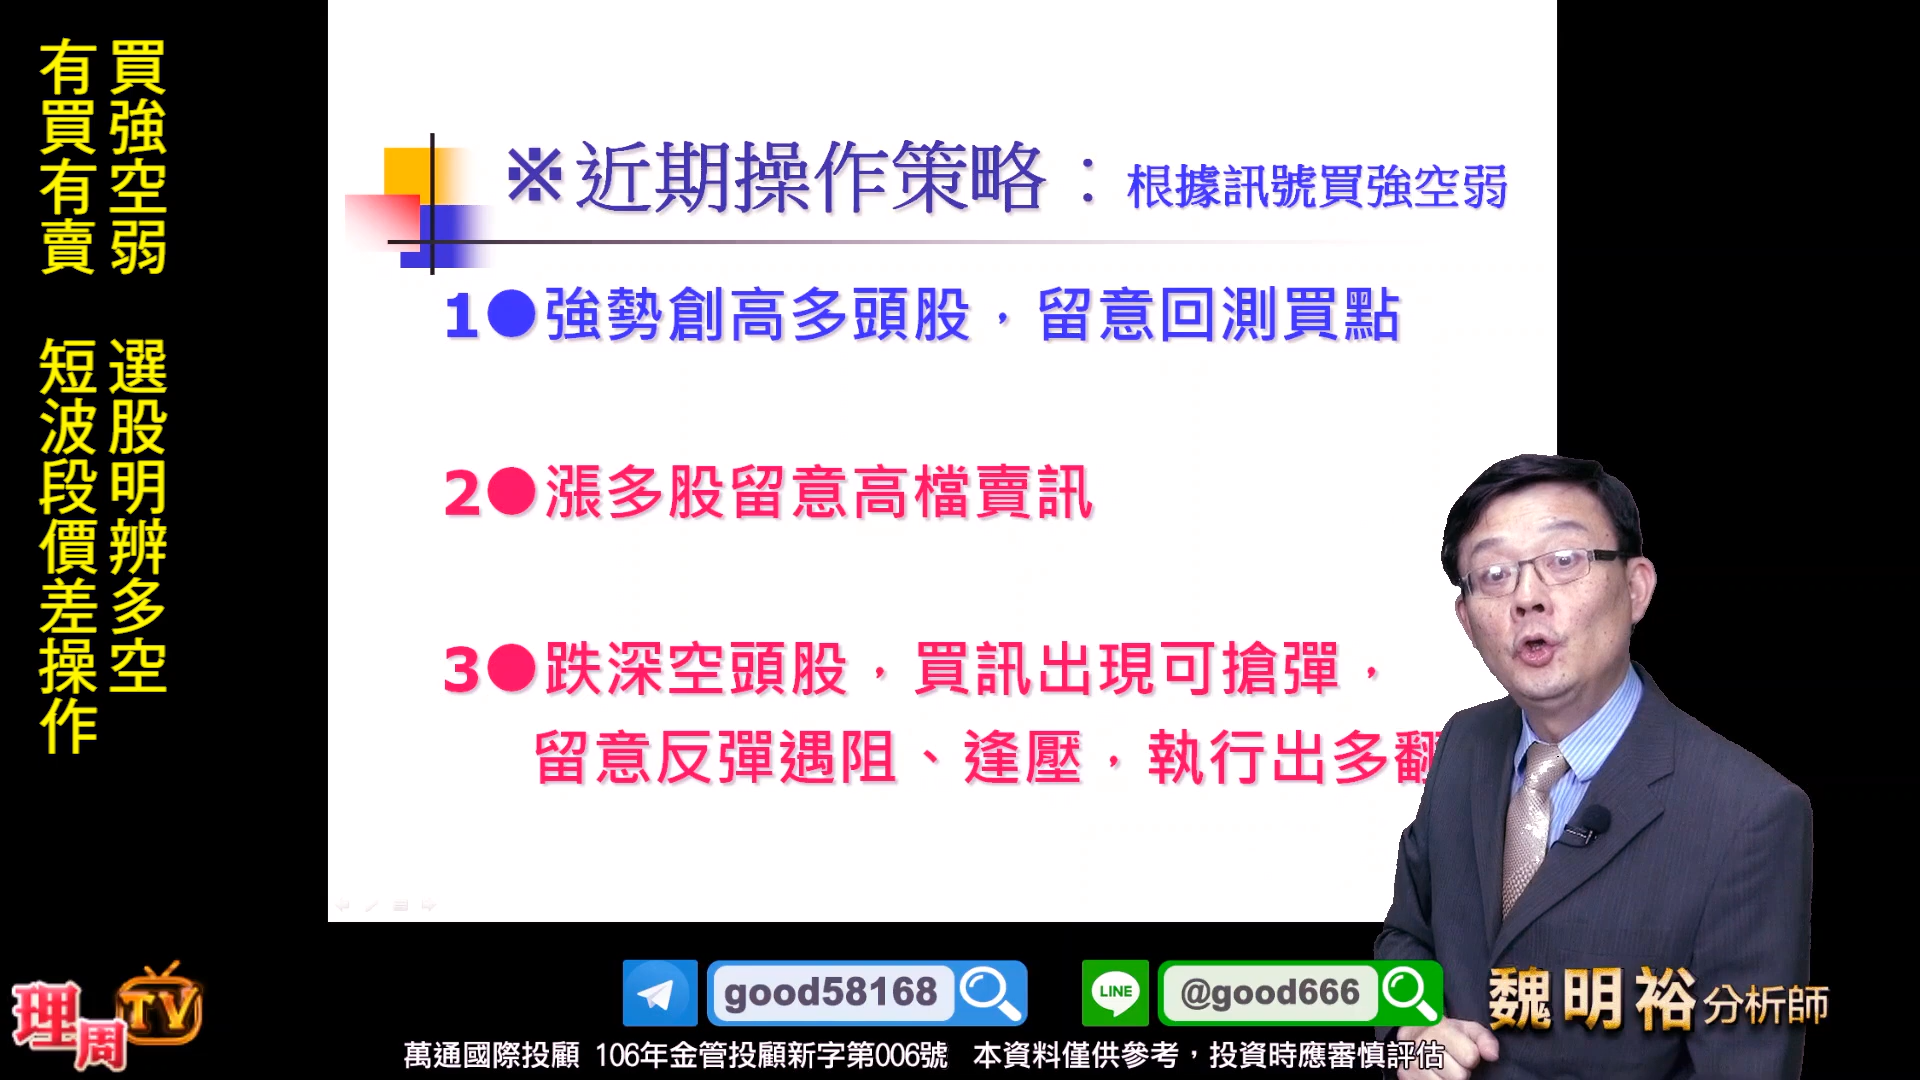 買強空弱 選股明辨多空
有買有賣 短波段價差操作
※近期操作策略：根據訊號買強空弱
1●強勢創高多頭股，留意回測買點
2●漲多股留意高檔賣訊
3●跌深空頭股，買訊出現可搶彈，
留意反彈遇阻、逢壓，執行出多翻
理周TV
good58168
LINE
@good666
魏明裕分析師
萬通國際投顧 106年金管投顧新字第006號 本資料僅供參考，投資時應審慎評估